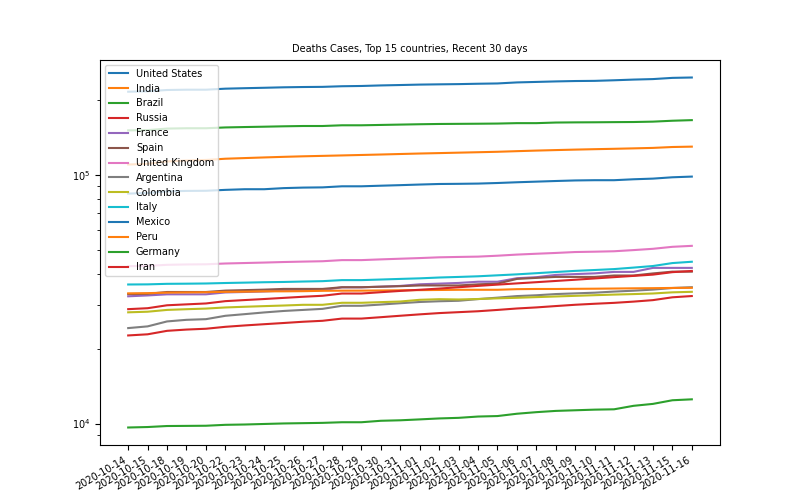 Deaths Cases, Top 15 countries, Recent 30 days
United States
India
Brazil
Russia
France
Spain
United Kingdom
Argentina
Colombia
Italy
Mexico
Peru
Germany
Iran
10^5
10^4
2020-10-14
2020-10-15
2020-10-18
2020-10-19
2020-10-20
2020-10-22
2020-10-23
2020-10-24
2020-10-25
2020-10-26
2020-10-27
2020-10-28
2020-10-29
2020-10-30
2020-10-31
2020-11-01
2020-11-02
2020-11-03
2020-11-04
2020-11-05
2020-11-06
2020-11-07
2020-11-08
2020-11-09
2020-11-10
2020-11-11
2020-11-12
2020-11-13
2020-11-15
2020-11-16